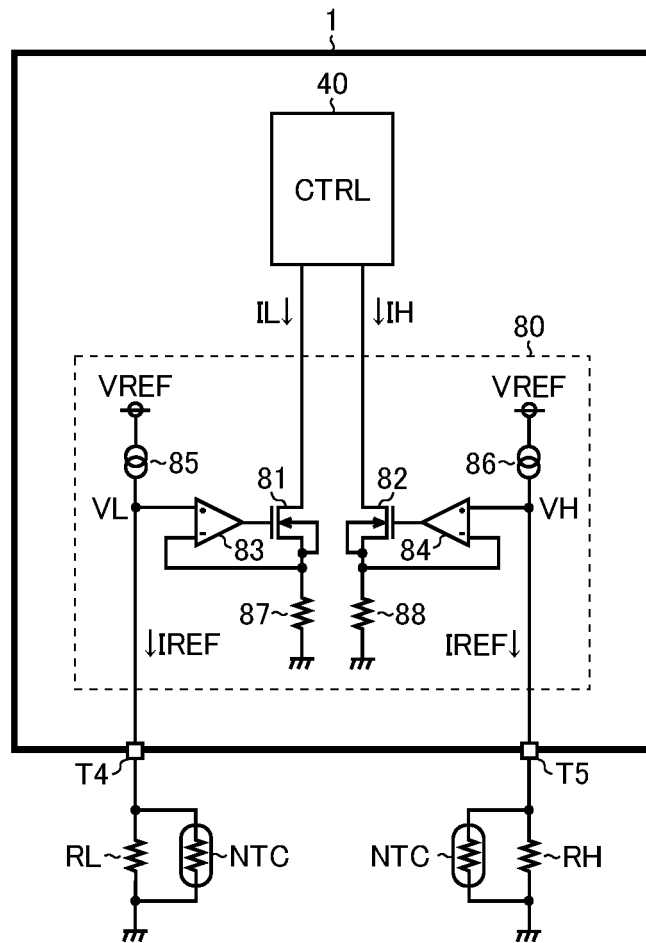 1
40
CTRL
IL↓ ↓IH
80
VREF VREF
85 81 82 86
VL + + VH
- 83 84 -
87 88
↓IREF IREF↓
T4 T5
RL NTC NTC RH